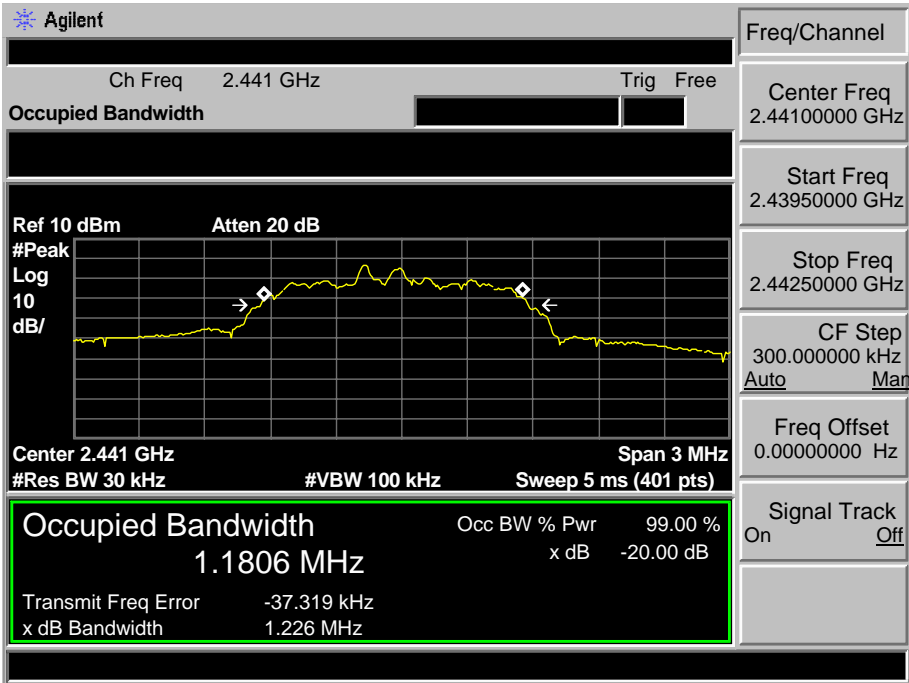 Agilent
Freq/Channel
Ch Freq 2.441 GHz Trig Free
Occupied Bandwidth
Center Freq
2.44100000 GHz
Start Freq
2.43950000 GHz
Ref 10 dBm Atten 20 dB
#Peak
Log
10
dB/
Stop Freq
2.44250000 GHz
CF Step
300.000000 kHz
Auto Man
Freq Offset
0.00000000 Hz
Center 2.441 GHz Span 3 MHz
#Res BW 30 kHz #VBW 100 kHz Sweep 5 ms (401 pts)
Signal Track
On Off
Occupied Bandwidth
1.1806 MHz
Occ BW % Pwr 99.00 %
x dB -20.00 dB
Transmit Freq Error -37.319 kHz
x dB Bandwidth 1.226 MHz